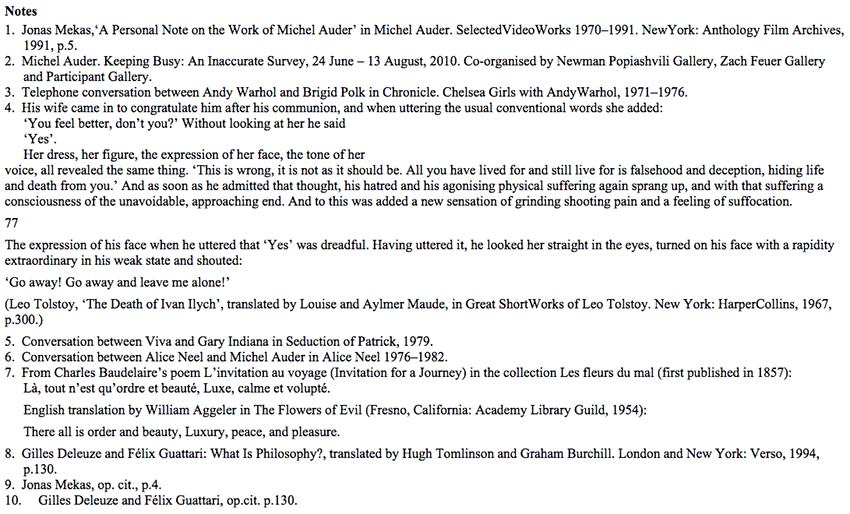 Notes
1. Jonas Mekas,‘A Personal Note on the Work of Michel Auder’ in Michel Auder. SelectedVideoWorks 1970–1991. NewYork: Anthology Film Archives,
1991, p.5.
2. Michel Auder. Keeping Busy: An Inaccurate Survey, 24 June – 13 August, 2010. Co-organised by Newman Popiashvili Gallery, Zach Feuer Gallery
and Participant Gallery.
3. Telephone conversation between Andy Warhol and Brigid Polk in Chronicle. Chelsea Girls with AndyWarhol, 1971–1976.
4. His wife came in to congratulate him after his communion, and when uttering the usual conventional words she added:
‘You feel better, don’t you?’ Without looking at her he said
‘Yes’.
Her dress, her figure, the expression of her face, the tone of her
voice, all revealed the same thing. ‘This is wrong, it is not as it should be. All you have lived for and still live for is falsehood and deception, hiding life
and death from you.’ And as soon as he admitted that thought, his hatred and his agonising physical suffering again sprang up, and with that suffering a
consciousness of the unavoidable, approaching end. And to this was added a new sensation of grinding shooting pain and a feeling of suffocation.
77
The expression of his face when he uttered that ‘Yes’ was dreadful. Having uttered it, he looked her straight in the eyes, turned on his face with a rapidity
extraordinary in his weak state and shouted:
‘Go away! Go away and leave me alone!’
(Leo Tolstoy, ‘The Death of Ivan Ilych’, translated by Louise and Aylmer Maude, in Great ShortWorks of Leo Tolstoy. New York: HarperCollins, 1967,
p.300.)
5. Conversation between Viva and Gary Indiana in Seduction of Patrick, 1979.
6. Conversation between Alice Neel and Michel Auder in Alice Neel 1976–1982.
7. From Charles Baudelaire’s poem L’invitation au voyage (Invitation for a Journey) in the collection Les fleurs du mal (first published in 1857):
Là, tout n’est qu’ordre et beauté, Luxe, calme et volupté.
English translation by William Aggeler in The Flowers of Evil (Fresno, California: Academy Library Guild, 1954):
There all is order and beauty, Luxury, peace, and pleasure.
8. Gilles Deleuze and Félix Guattari: What Is Philosophy?, translated by Hugh Tomlinson and Graham Burchill. London and New York: Verso, 1994,
p.130.
9. Jonas Mekas, op. cit., p.4.
10. Gilles Deleuze and Félix Guattari, op.cit. p.130.